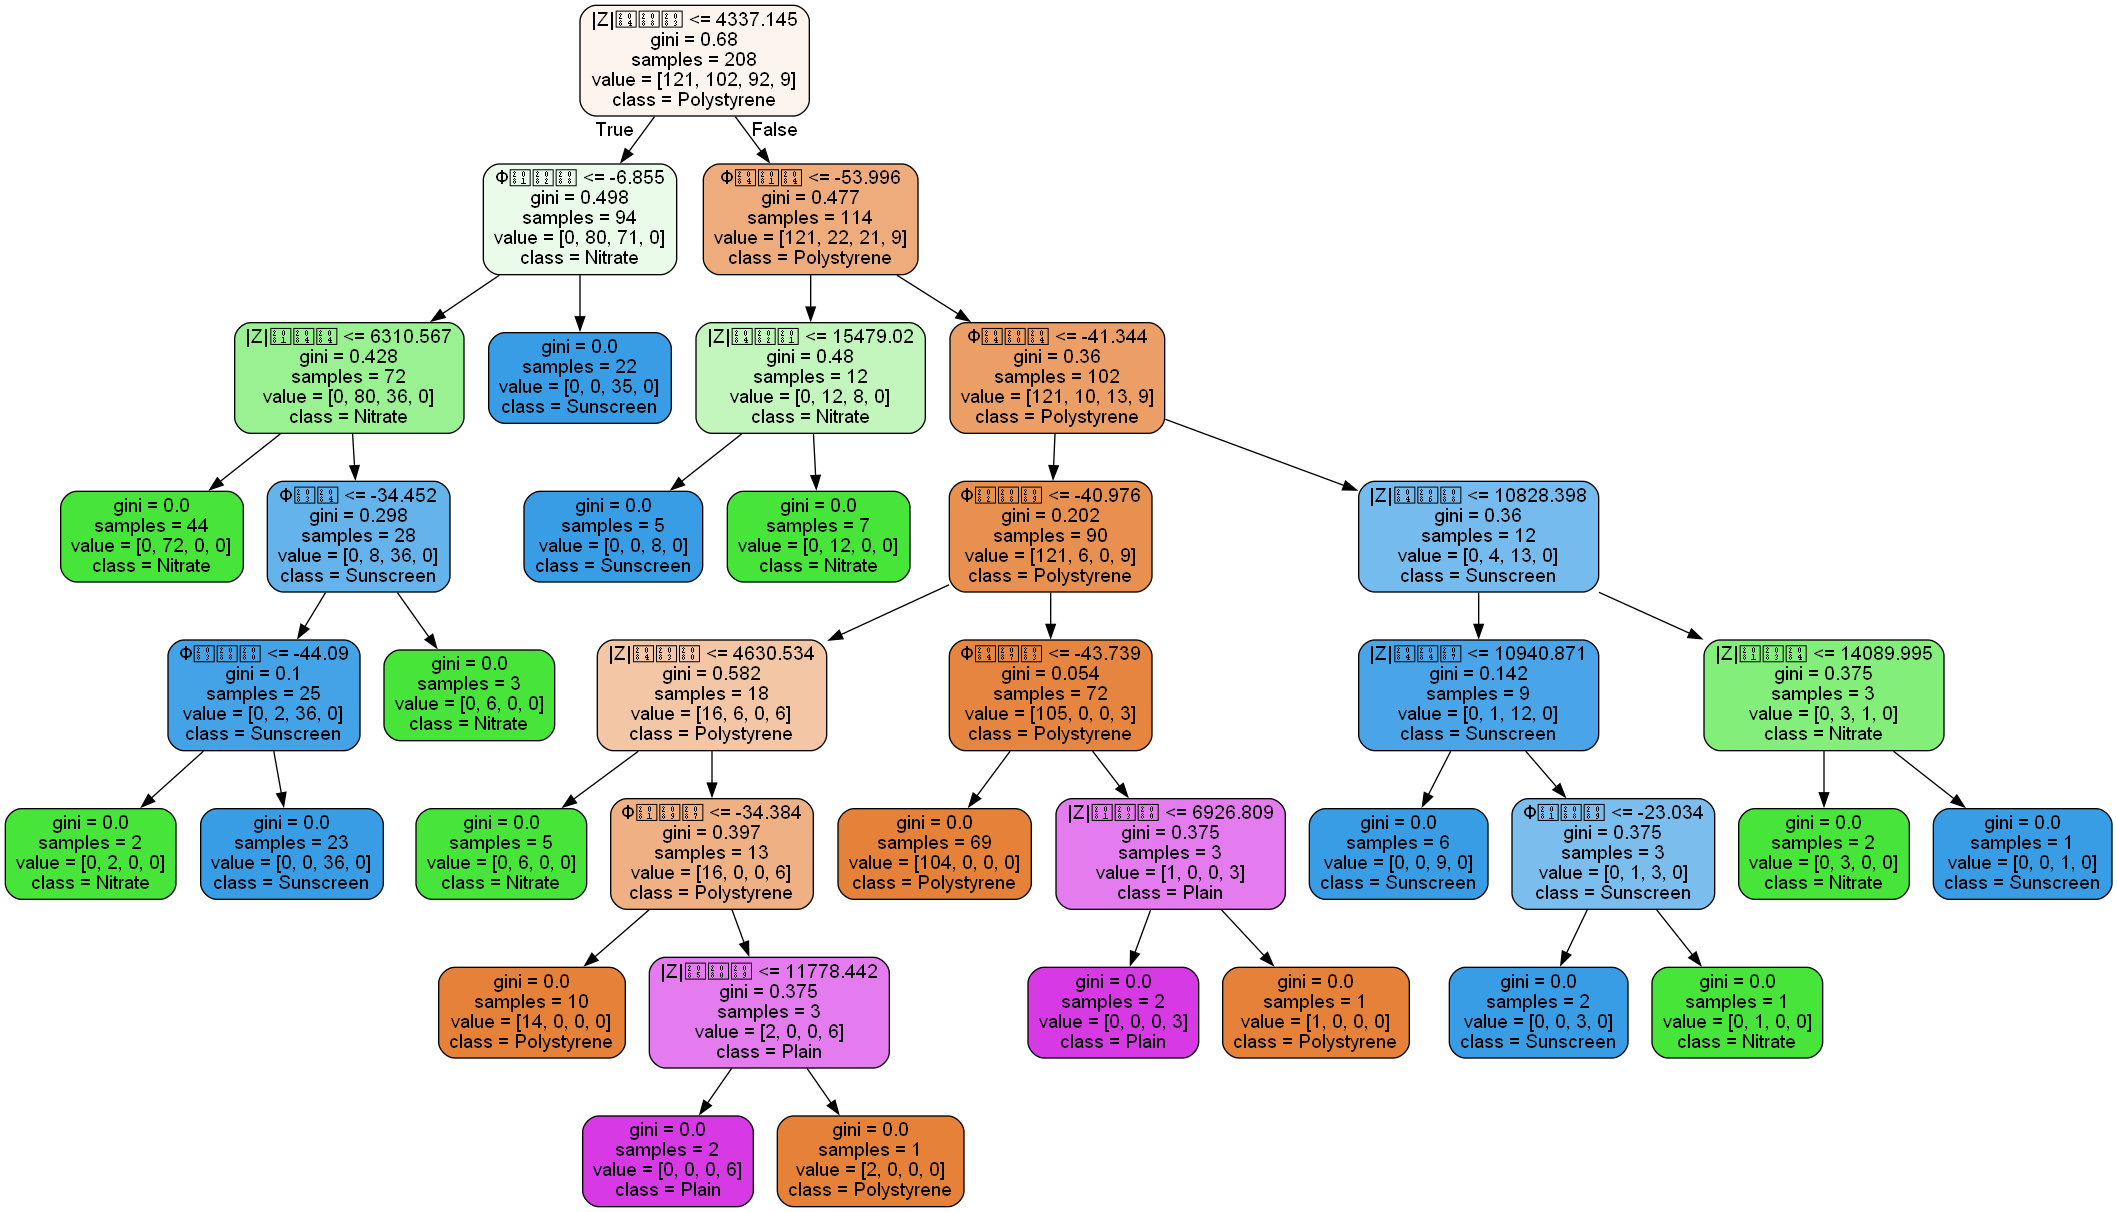 |Z| <= 4337.145
gini = 0.68
samples = 208
value = [121, 102, 92, 9]
class = Polystyrene
True
False
Φ <= -6.855
gini = 0.498
samples = 94
value = [0, 80, 71, 0]
class = Nitrate
Φ <= -53.996
gini = 0.477
samples = 114
value = [121, 22, 21, 9]
class = Polystyrene
|Z| <= 6310.567
gini = 0.428
samples = 72
value = [0, 80, 36, 0]
class = Nitrate
gini = 0.0
samples = 22
value = [0, 0, 35, 0]
class = Sunscreen
|Z| <= 15479.02
gini = 0.48
samples = 12
value = [0, 12, 8, 0]
class = Nitrate
Φ <= -41.344
gini = 0.36
samples = 102
value = [121, 10, 13, 9]
class = Polystyrene
gini = 0.0
samples = 44
value = [0, 72, 0, 0]
class = Nitrate
Φ <= -34.452
gini = 0.298
samples = 28
value = [0, 8, 36, 0]
class = Sunscreen
gini = 0.0
samples = 5
value = [0, 0, 8, 0]
class = Sunscreen
gini = 0.0
samples = 7
value = [0, 12, 0, 0]
class = Nitrate
Φ <= -40.976
gini = 0.202
samples = 90
value = [121, 6, 0, 9]
class = Polystyrene
|Z| <= 10828.398
gini = 0.36
samples = 12
value = [0, 4, 13, 0]
class = Sunscreen
Φ <= -44.09
gini = 0.1
samples = 25
value = [0, 2, 36, 0]
class = Sunscreen
gini = 0.0
samples = 3
value = [0, 6, 0, 0]
class = Nitrate
|Z| <= 4630.534
gini = 0.582
samples = 18
value = [16, 6, 0, 6]
class = Polystyrene
Φ <= -43.739
gini = 0.054
samples = 72
value = [105, 0, 0, 3]
class = Polystyrene
|Z| <= 10940.871
gini = 0.142
samples = 9
value = [0, 1, 12, 0]
class = Sunscreen
|Z| <= 14089.995
gini = 0.375
samples = 3
value = [0, 3, 1, 0]
class = Nitrate
gini = 0.0
samples = 2
value = [0, 2, 0, 0]
class = Nitrate
gini = 0.0
samples = 23
value = [0, 0, 36, 0]
class = Sunscreen
gini = 0.0
samples = 5
value = [0, 6, 0, 0]
class = Nitrate
Φ <= -34.384
gini = 0.397
samples = 13
value = [16, 0, 0, 6]
class = Polystyrene
gini = 0.0
samples = 69
value = [104, 0, 0, 0]
class = Polystyrene
|Z| <= 6926.809
gini = 0.375
samples = 3
value = [1, 0, 0, 3]
class = Plain
gini = 0.0
samples = 6
value = [0, 0, 9, 0]
class = Sunscreen
Φ <= -23.034
gini = 0.375
samples = 3
value = [0, 1, 3, 0]
class = Sunscreen
gini = 0.0
samples = 2
value = [0, 3, 0, 0]
class = Nitrate
gini = 0.0
samples = 1
value = [0, 0, 1, 0]
class = Sunscreen
gini = 0.0
samples = 10
value = [14, 0, 0, 0]
class = Polystyrene
|Z| <= 11778.442
gini = 0.375
samples = 3
value = [2, 0, 0, 6]
class = Plain
gini = 0.0
samples = 2
value = [0, 0, 0, 3]
class = Plain
gini = 0.0
samples = 1
value = [1, 0, 0, 0]
class = Polystyrene
gini = 0.0
samples = 2
value = [0, 0, 3, 0]
class = Sunscreen
gini = 0.0
samples = 1
value = [0, 1, 0, 0]
class = Nitrate
gini = 0.0
samples = 2
value = [0, 0, 0, 6]
class = Plain
gini = 0.0
samples = 1
value = [2, 0, 0, 0]
class = Polystyrene